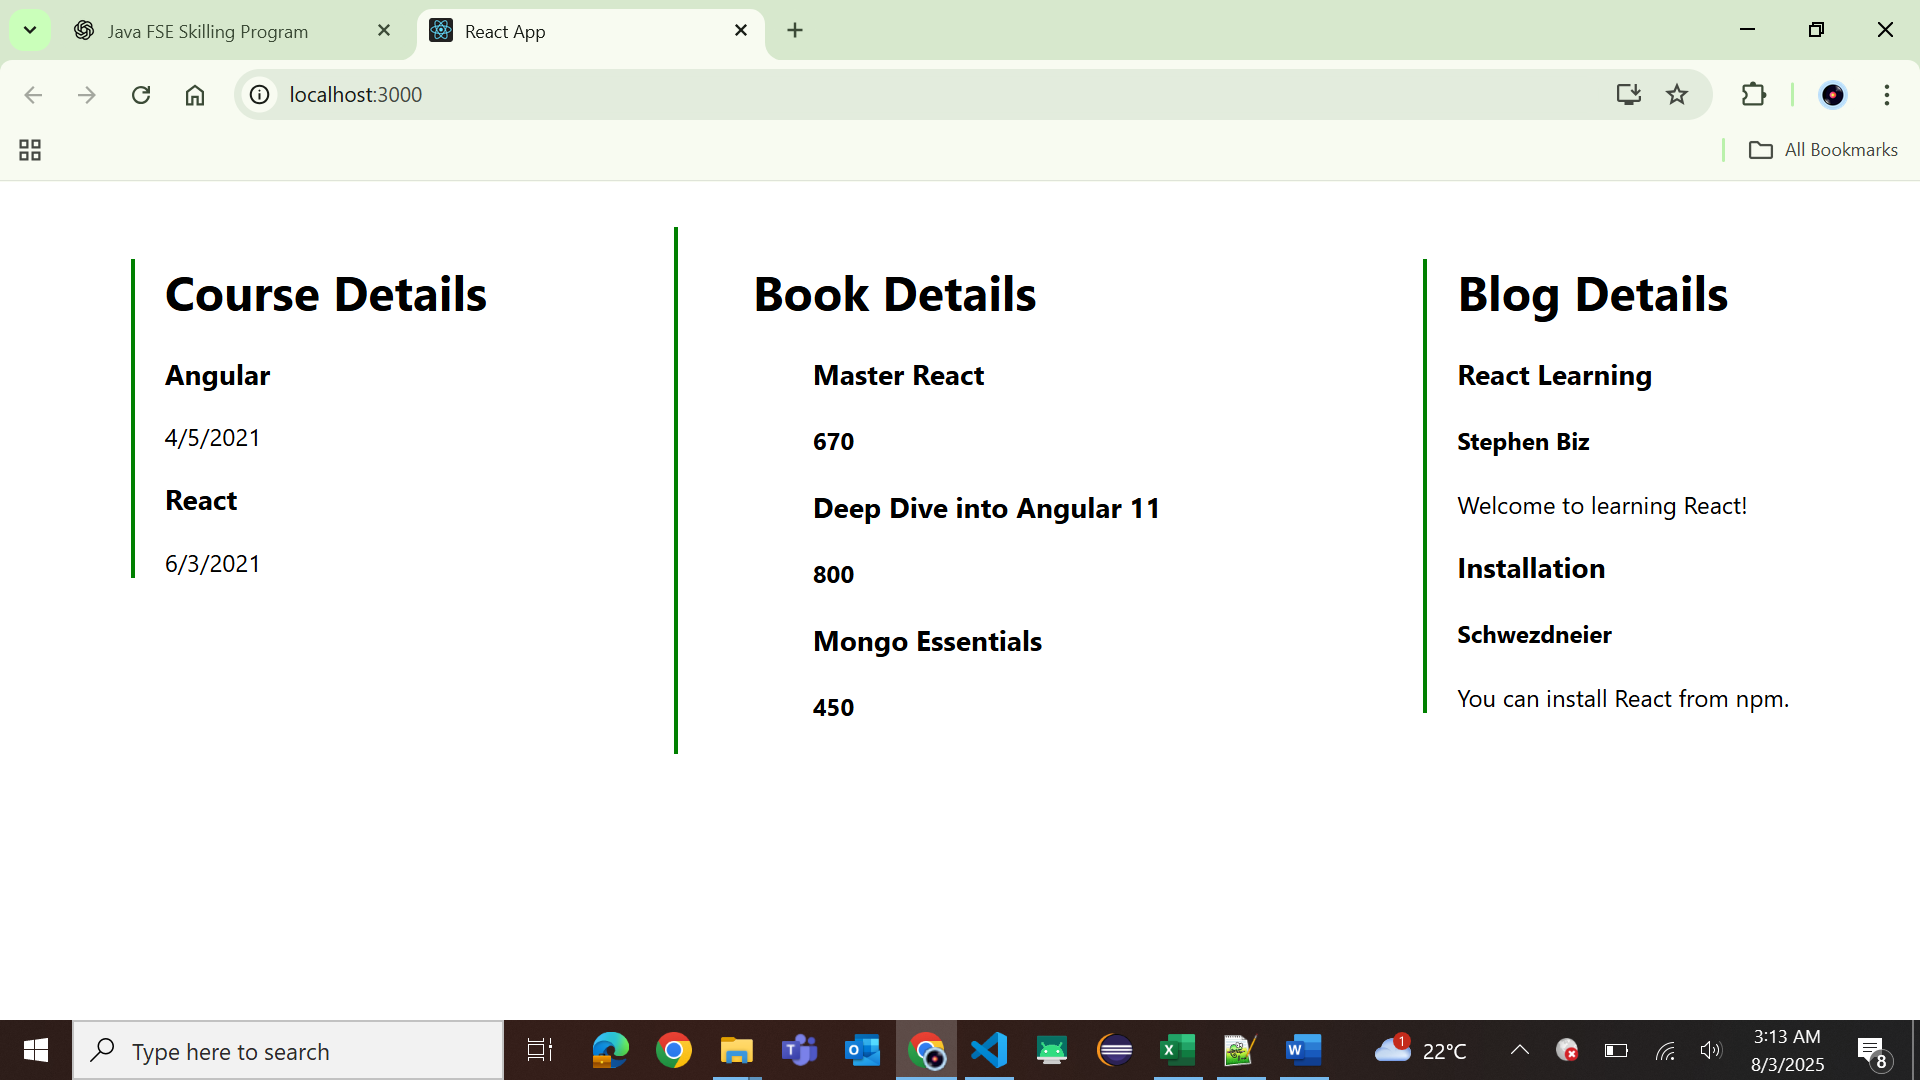 Java FSE Skilling Program
React App
localhost:3000
All Bookmarks
Course Details
Angular
4/5/2021
React
6/3/2021
Book Details
Master React
670
Deep Dive into Angular 11
800
Mongo Essentials
450
Blog Details
React Learning
Stephen Biz
Welcome to learning React!
Installation
Schwezdneier
You can install React from npm.
Type here to search
1
22°C
3:13 AM
8/3/2025
8